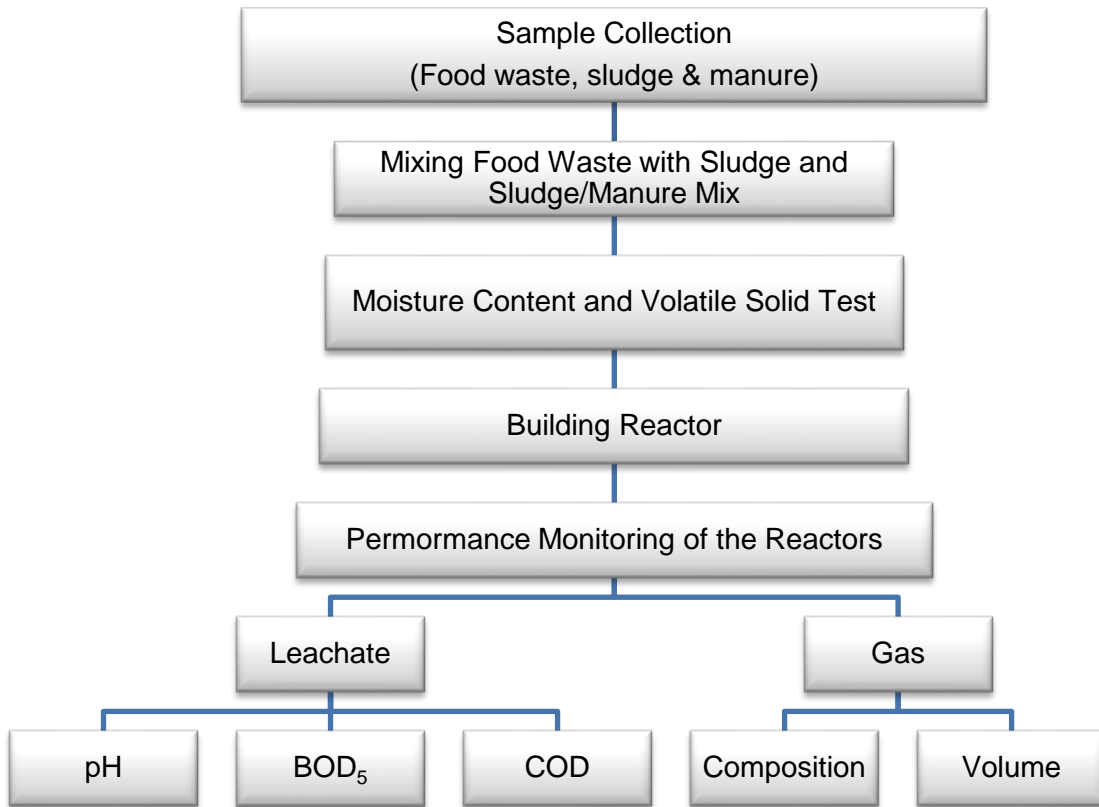 Sample Collection
(Food waste, sludge & manure)
Mixing Food Waste with Sludge and
Sludge/Manure Mix
Moisture Content and Volatile Solid Test
Building Reactor
Permormance Monitoring of the Reactors
Leachate
Gas
pH
BOD₅
COD
Composition
Volume